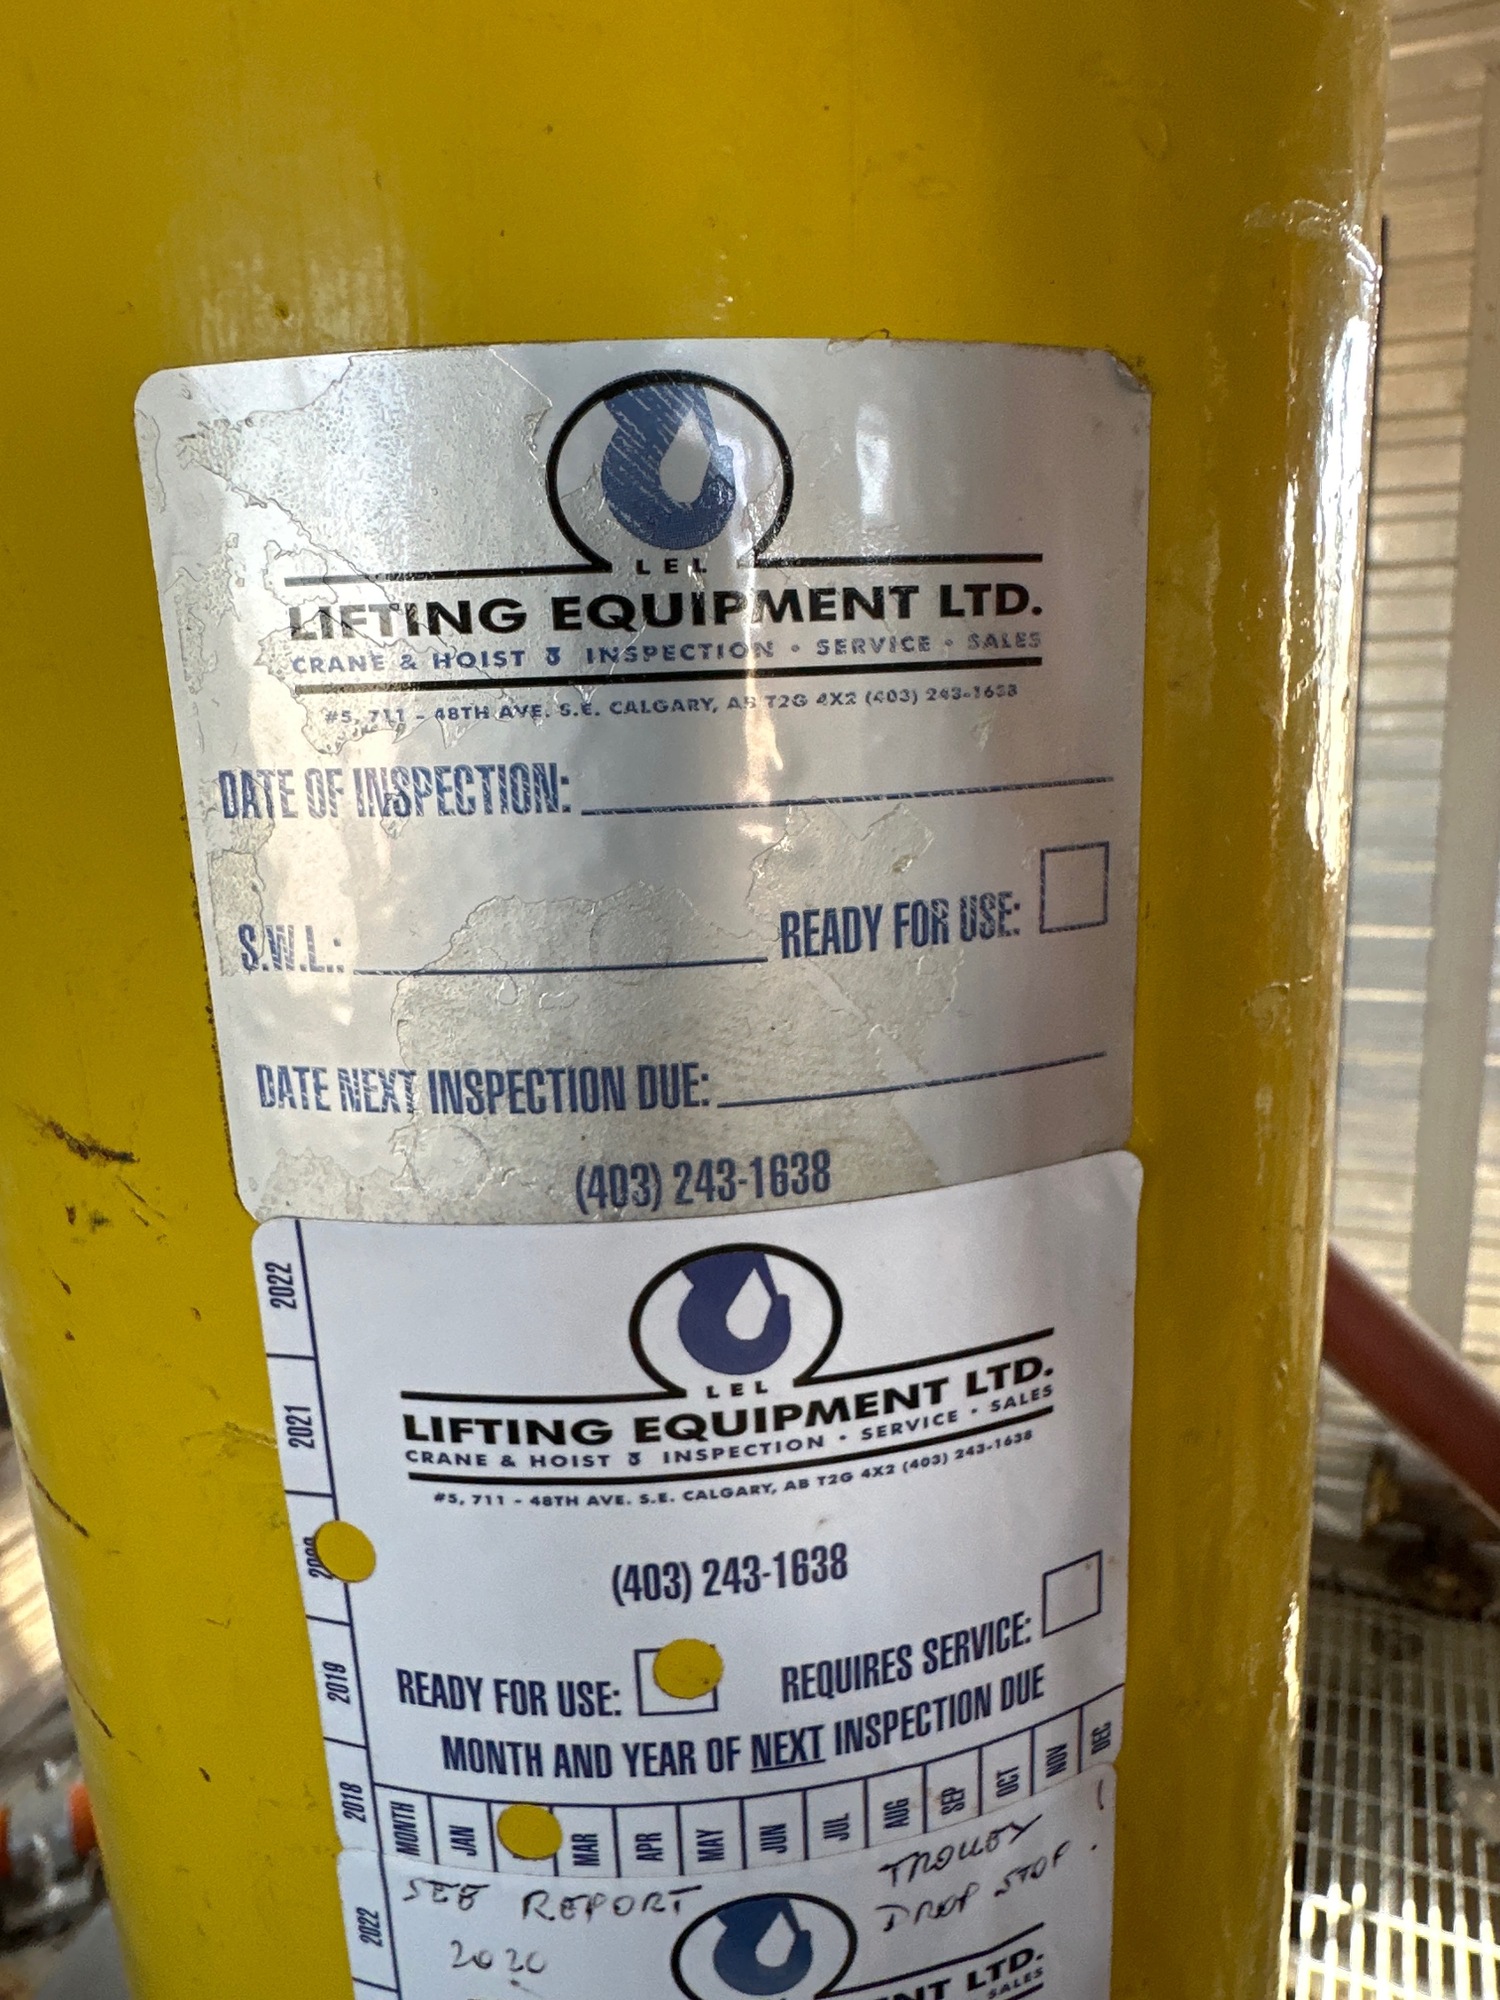 LEL
LIFTING EQUIPMENT LTD.
CRANE & HOIST INSPECTION • SERVICE • SALES
#5, 711 - 48TH AVE. S.E. CALGARY, AB T2G 4X2 (403) 243-1638
DATE OF INSPECTION:
S.W.L.: READY FOR USE:
DATE NEXT INSPECTION DUE:
(403) 243-1638
2022
2021
2019
2018
LEL
LIFTING EQUIPMENT LTD.
CRANE & HOIST INSPECTION • SERVICE • SALES
#5, 711 - 48TH AVE. S.E. CALGARY, AB T2G 4X2 (403) 243-1638
(403) 243-1638
READY FOR USE: REQUIRES SERVICE:
MONTH AND YEAR OF NEXT INSPECTION DUE
MONTH JAN MAR APR MAY JUN JUL AUG SEP OCT NOV DEC
SEE REPORT
2020
TROLLEY
DROP STOP.
2022
NT LTD.
SALES